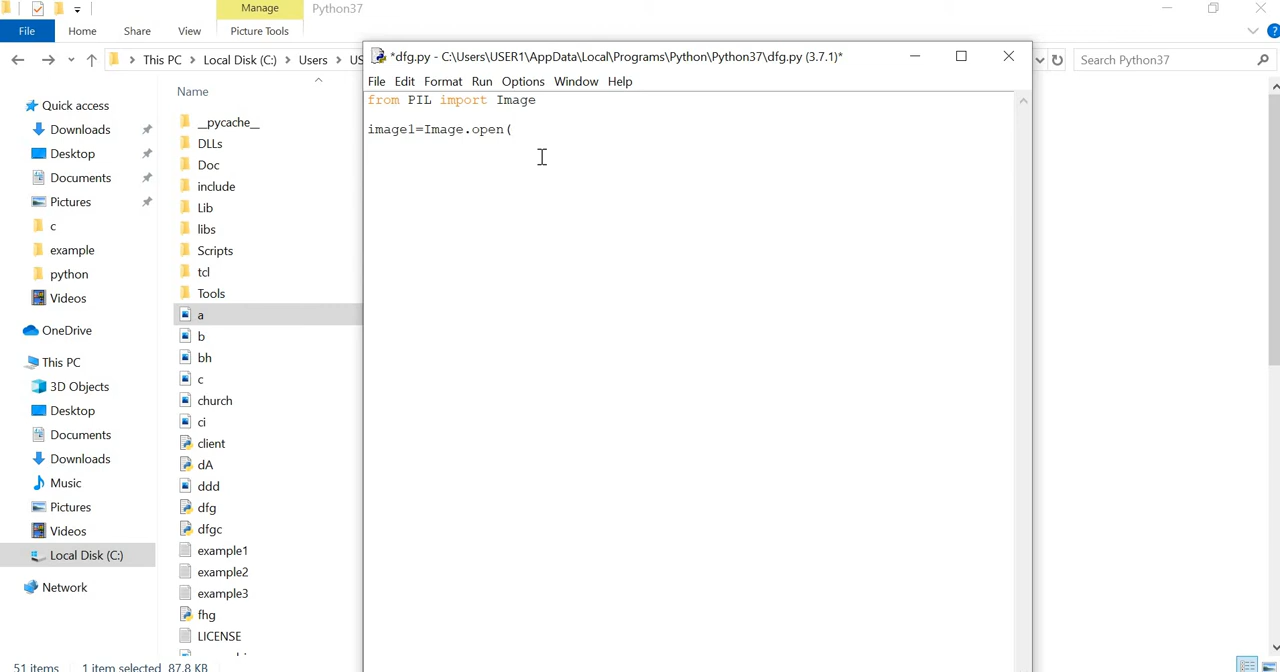 Manage
Python37
File
Home
Share
View
Picture Tools
This PC
Local Disk (C:)
Users
US
Search Python37
*dfg.py - C:\Users\USER1\AppData\Local\Programs\Python\Python37\dfg.py (3.7.1)*
File Edit Format Run Options Window Help
from PIL import Image
image1=Image.open(
Quick access
Downloads
Desktop
Documents
Pictures
c
example
python
Videos
OneDrive
This PC
3D Objects
Desktop
Documents
Downloads
Music
Pictures
Videos
Local Disk (C:)
Network
Name
__pycache__
DLLs
Doc
include
Lib
libs
Scripts
tcl
Tools
a
b
bh
c
church
ci
client
dA
ddd
dfg
dfgc
example1
example2
example3
fhg
LICENSE
51 items
1 item selected 87.8 KB